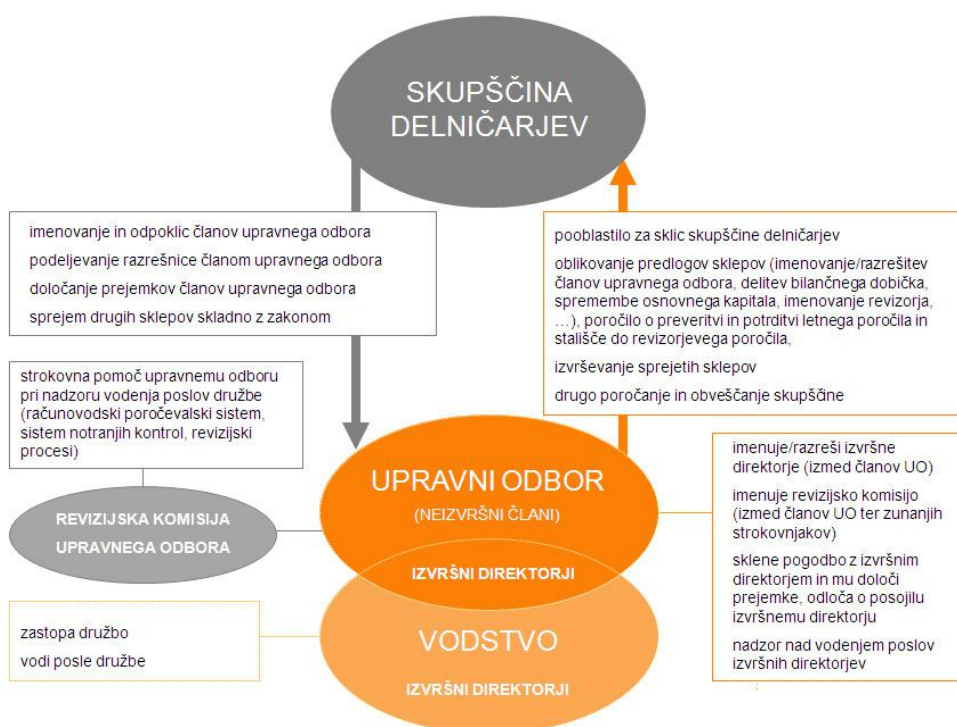 SKUPŠČINA
DELNIČARJEV
imenovanje in odpoklic članov upravnega odbora
podeljevanje razrešnice članom upravnega odbora
določanje prejemkov članov upravnega odbora
sprejem drugih sklepov skladno z zakonom
pooblastilo za sklic skupščine delničarjev
oblikovanje predlogov sklepov (imenovanje/razrešitev
članov upravnega odbora, delitev bilančnega dobička,
spremembe osnovnega kapitala, imenovanje revizorja,
…), poročilo o preveritvi in potrditvi letnega poročila in
stališče do revizorjevega poročila,
izvrševanje sprejetih sklepov
drugo poročanje in obveščanje skupščine
strokovna pomoč upravnemu odboru
pri nadzoru vodenja poslov družbe
(računovodski poročevalski sistem,
sistem notranjih kontrol, revizijski
procesi)
REVIZIJSKA KOMISIJA
UPRAVNEGA ODBORA
UPRAVNI ODBOR
(NEIZVRŠNI ČLANI)
IZVRŠNI DIREKTORJI
imenuje/razreši izvršne
direktorje (izmed članov UO)
imenuje revizijsko komisijo
(izmed članov UO ter zunanjih
strokovnjakov)
sklene pogodbo z izvršnim
direktorjem in mu določi
prejemke, odloča o posojilu
izvršnemu direktorju
nadzor nad vodenjem poslov
izvršnih direktorjev
zastopa družbo
vodi posle družbe
VODSTVO
IZVRŠNI DIREKTORJI